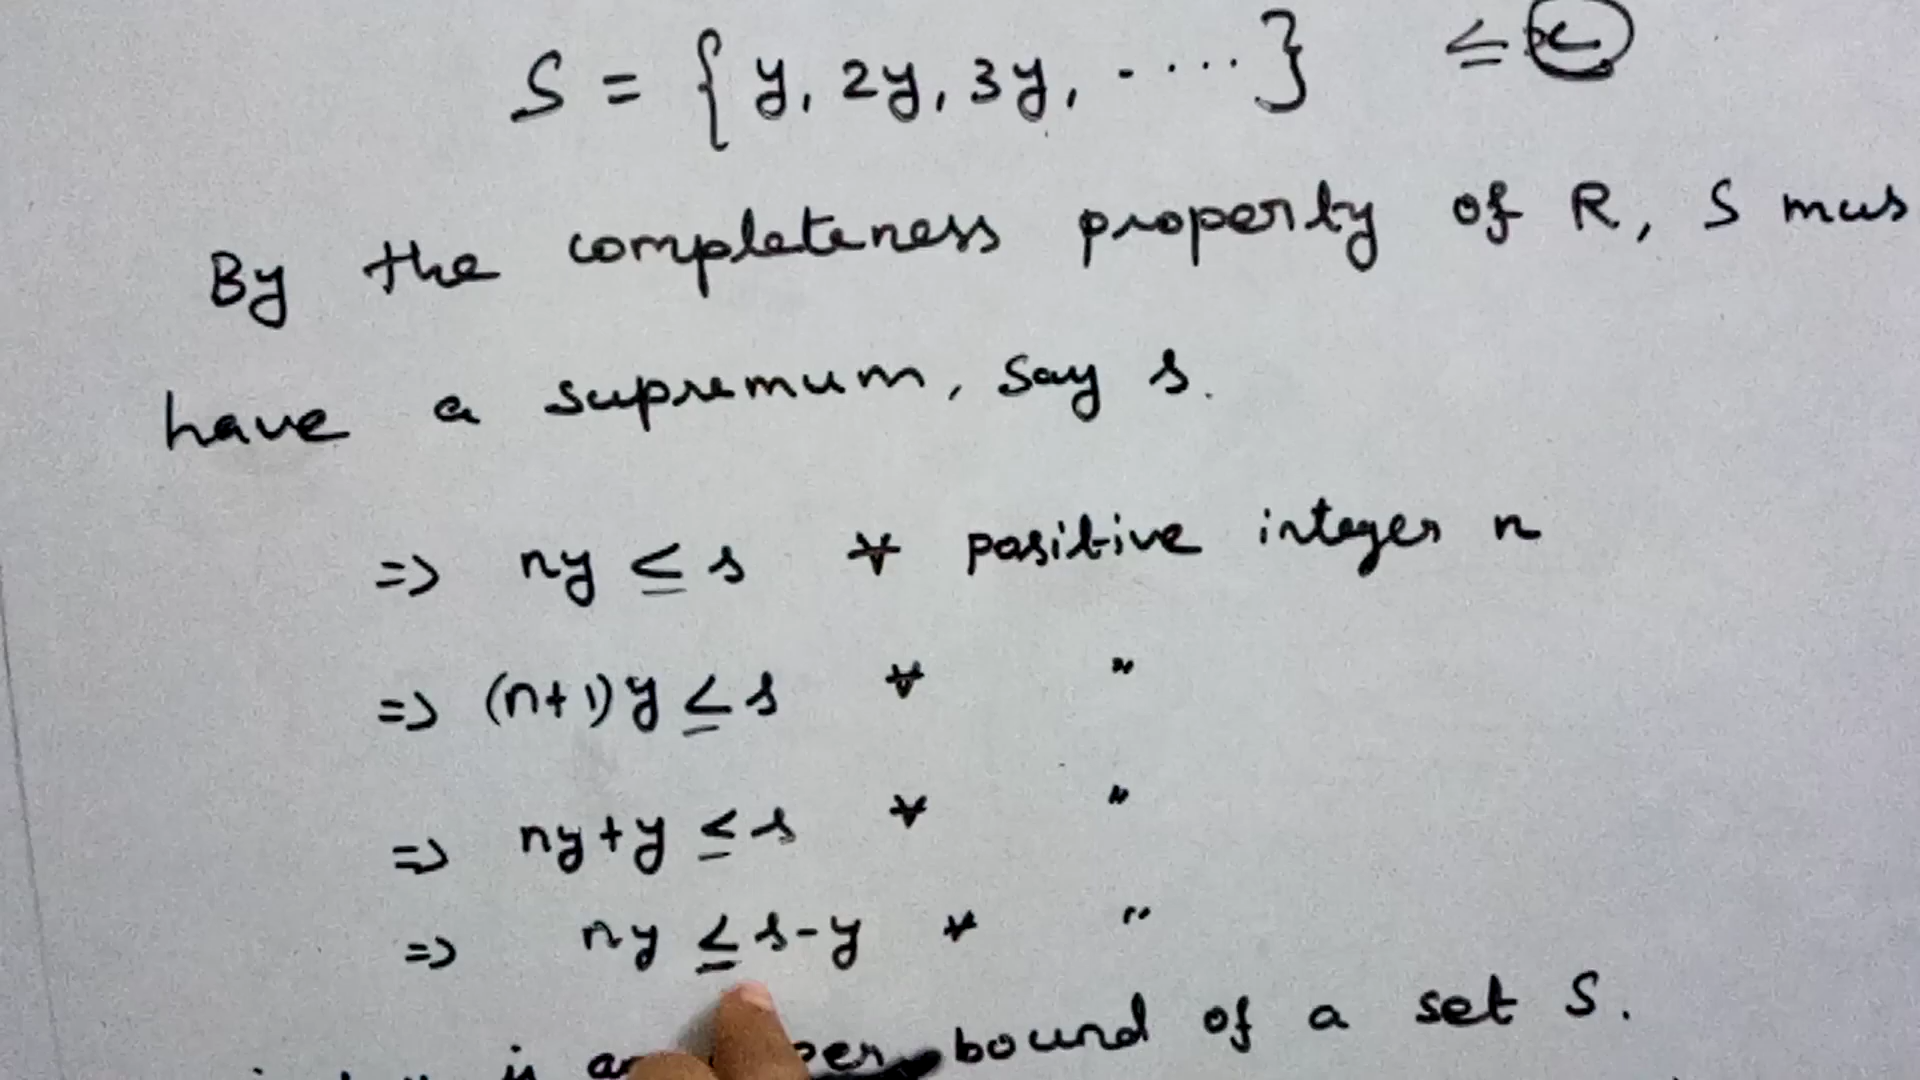 S = { y, 2y, 3y, ..... } ≤ x
By the completeness property of R, S mus
have a supremum, say s.
=> ny ≤ s ∀ positive integer n
=> (n+1)y ≤ s ∀ "
=> ny+y ≤ s ∀ "
=> ny ≤ s-y ∀ "
is bound of a set S.